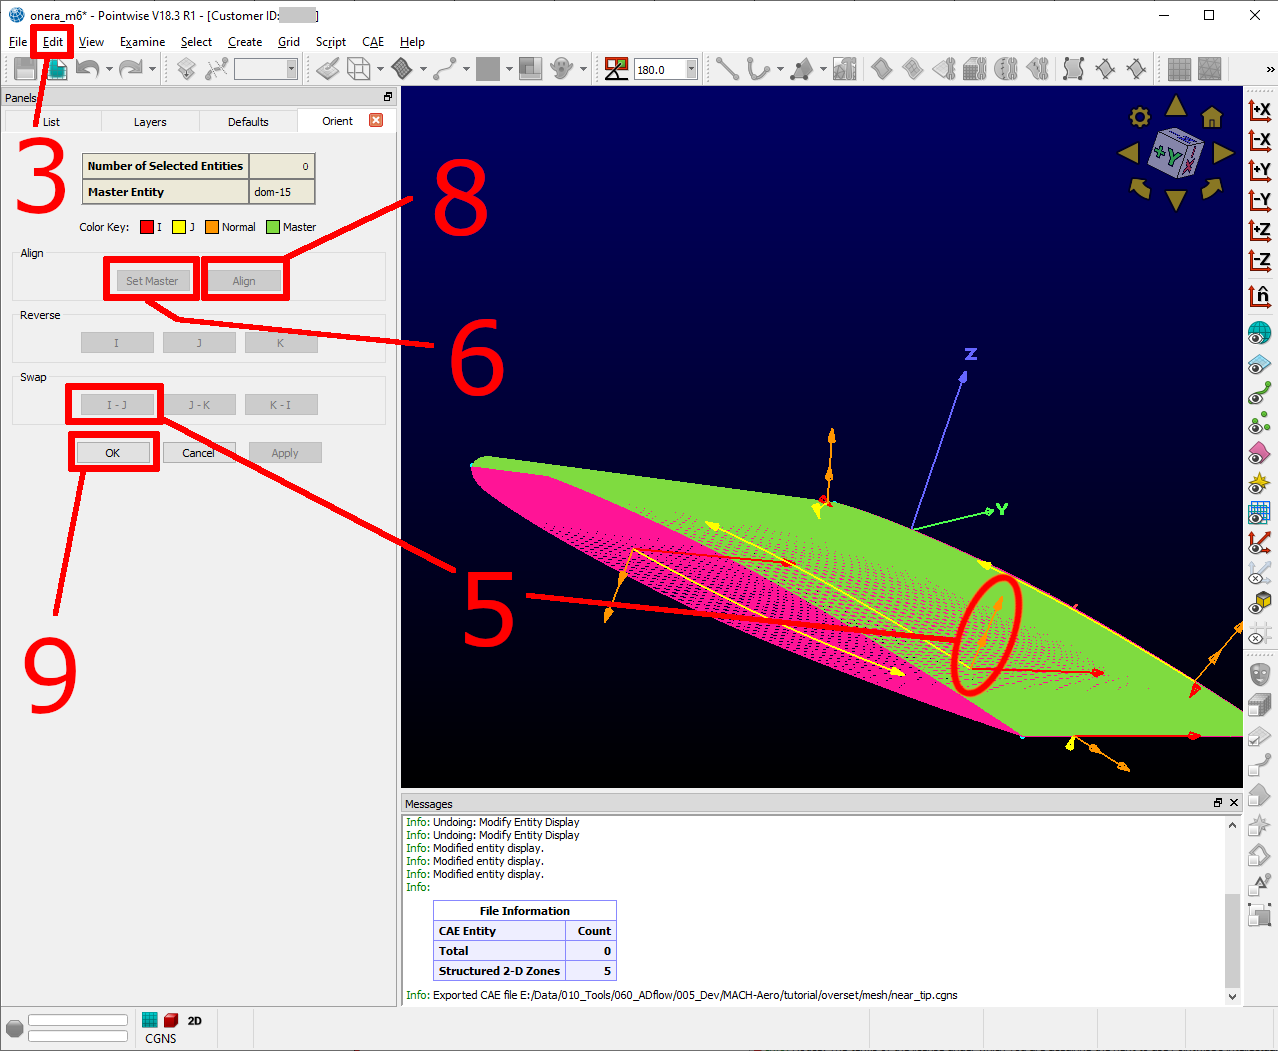 onera_m6* - Pointwise V18.3 R1 - [Customer ID: ]
File Edit View Examine Select Create Grid Script CAE Help
180.0
»
Panels
List Layers Defaults Orient
3
Number of Selected Entities 0
Master Entity dom-15
Color Key: I J Normal Master
8
Align
Set Master Align
Reverse
I J K
6
Swap
I - J J - K K - I
OK Cancel Apply
5
9
Z
Y
+Y
X
+X
-X
+Y
-Y
+Z
-Z
n̂
Messages
Info: Undoing: Modify Entity Display
Info: Undoing: Modify Entity Display
Info: Modified entity display.
Info: Modified entity display.
Info: Modified entity display.
Info:
File Information
CAE Entity Count
Total 0
Structured 2-D Zones 5
Info: Exported CAE file E:/Data/010_Tools/060_ADflow/005_Dev/MACH-Aero/tutorial/overset/mesh/near_tip.cgns
2D
CGNS